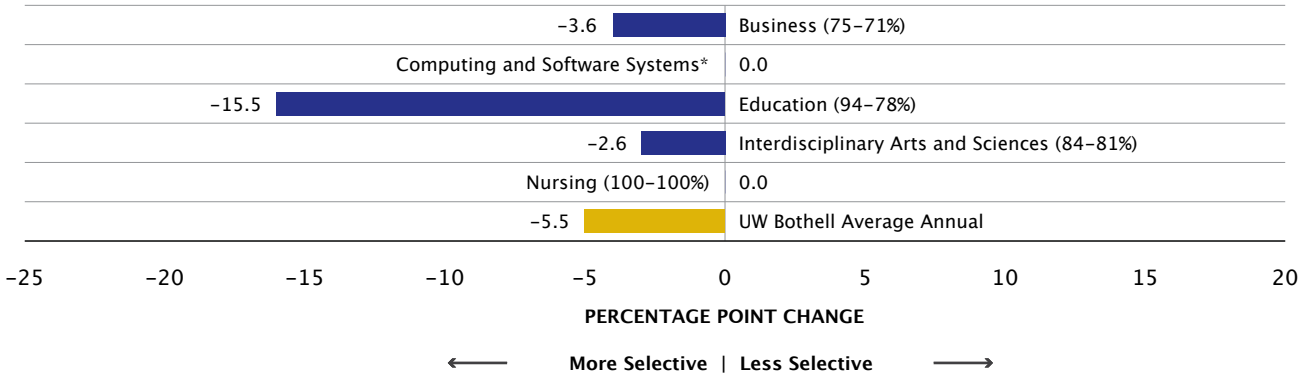 −3.6 Business (75–71%)
Computing and Software Systems* 0.0
−15.5 Education (94–78%)
−2.6 Interdisciplinary Arts and Sciences (84–81%)
Nursing (100–100%) 0.0
−5.5 UW Bothell Average Annual
−25 −20 −15 −10 −5 0 5 10 15 20
PERCENTAGE POINT CHANGE
More Selective | Less Selective